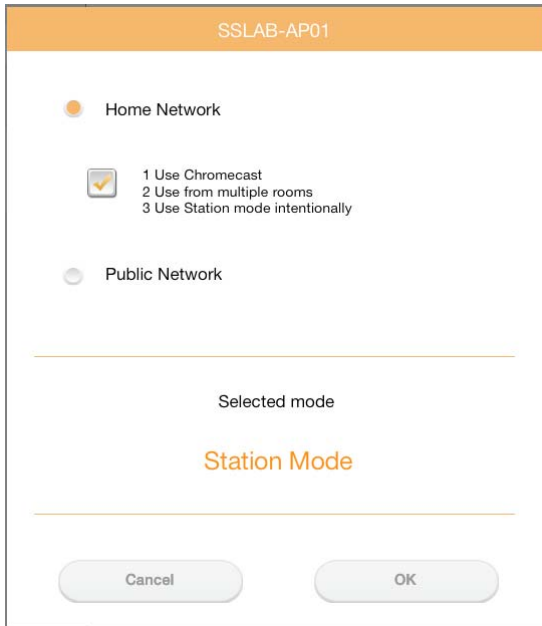 SSLAB-AP01
Home Network
1 Use Chromecast
2 Use from multiple rooms
3 Use Station mode intentionally
Public Network
Selected mode
Station Mode
Cancel
OK